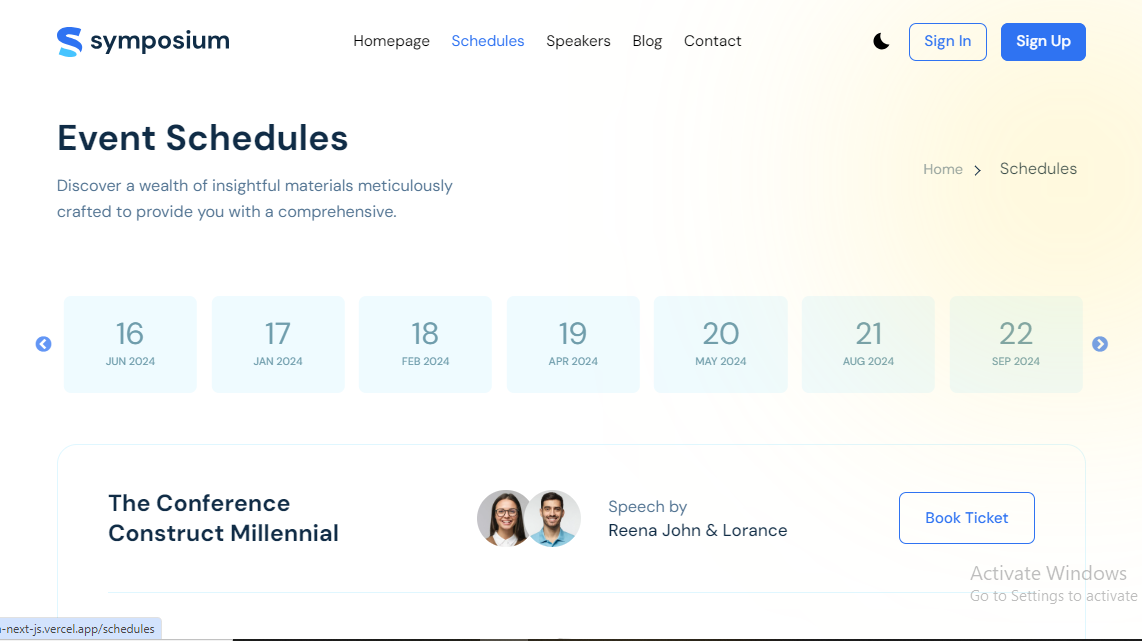 symposium
Homepage Schedules Speakers Blog Contact
Sign In Sign Up
Event Schedules
Discover a wealth of insightful materials meticulously
crafted to provide you with a comprehensive.
Home Schedules
16 17 18 19 20 21 22
JUN 2024 JAN 2024 FEB 2024 APR 2024 MAY 2024 AUG 2024 SEP 2024
The Conference
Construct Millennial
Speech by
Reena John & Lorance
Book Ticket
Activate Windows
Go to Settings to activate
-next-js.vercel.app/schedules